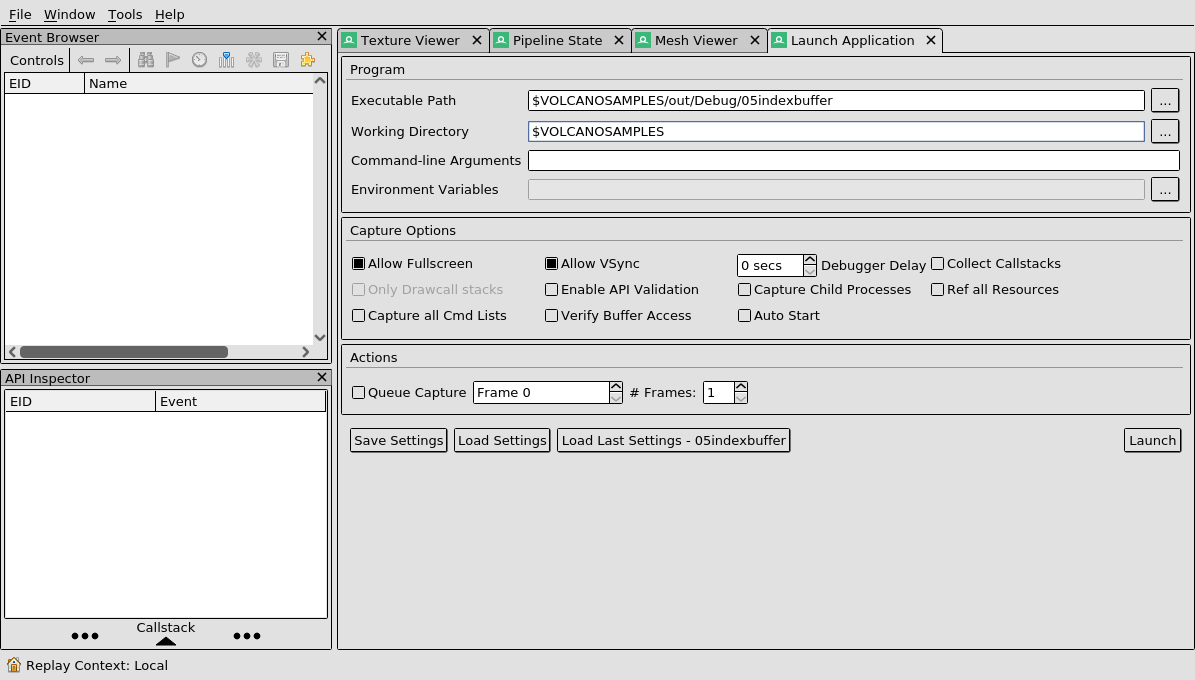 File Window Tools Help
Event Browser
Controls
EID Name
API Inspector
EID Event
Callstack
Texture Viewer Pipeline State Mesh Viewer Launch Application
Program
Executable Path $VOLCANOSAMPLES/out/Debug/05indexbuffer ...
Working Directory $VOLCANOSAMPLES ...
Command-line Arguments
Environment Variables ...
Capture Options
Allow Fullscreen Allow VSync 0 secs Debugger Delay Collect Callstacks
Only Drawcall stacks Enable API Validation Capture Child Processes Ref all Resources
Capture all Cmd Lists Verify Buffer Access Auto Start
Actions
Queue Capture Frame 0 # Frames: 1
Save Settings Load Settings Load Last Settings - 05indexbuffer Launch
Replay Context: Local